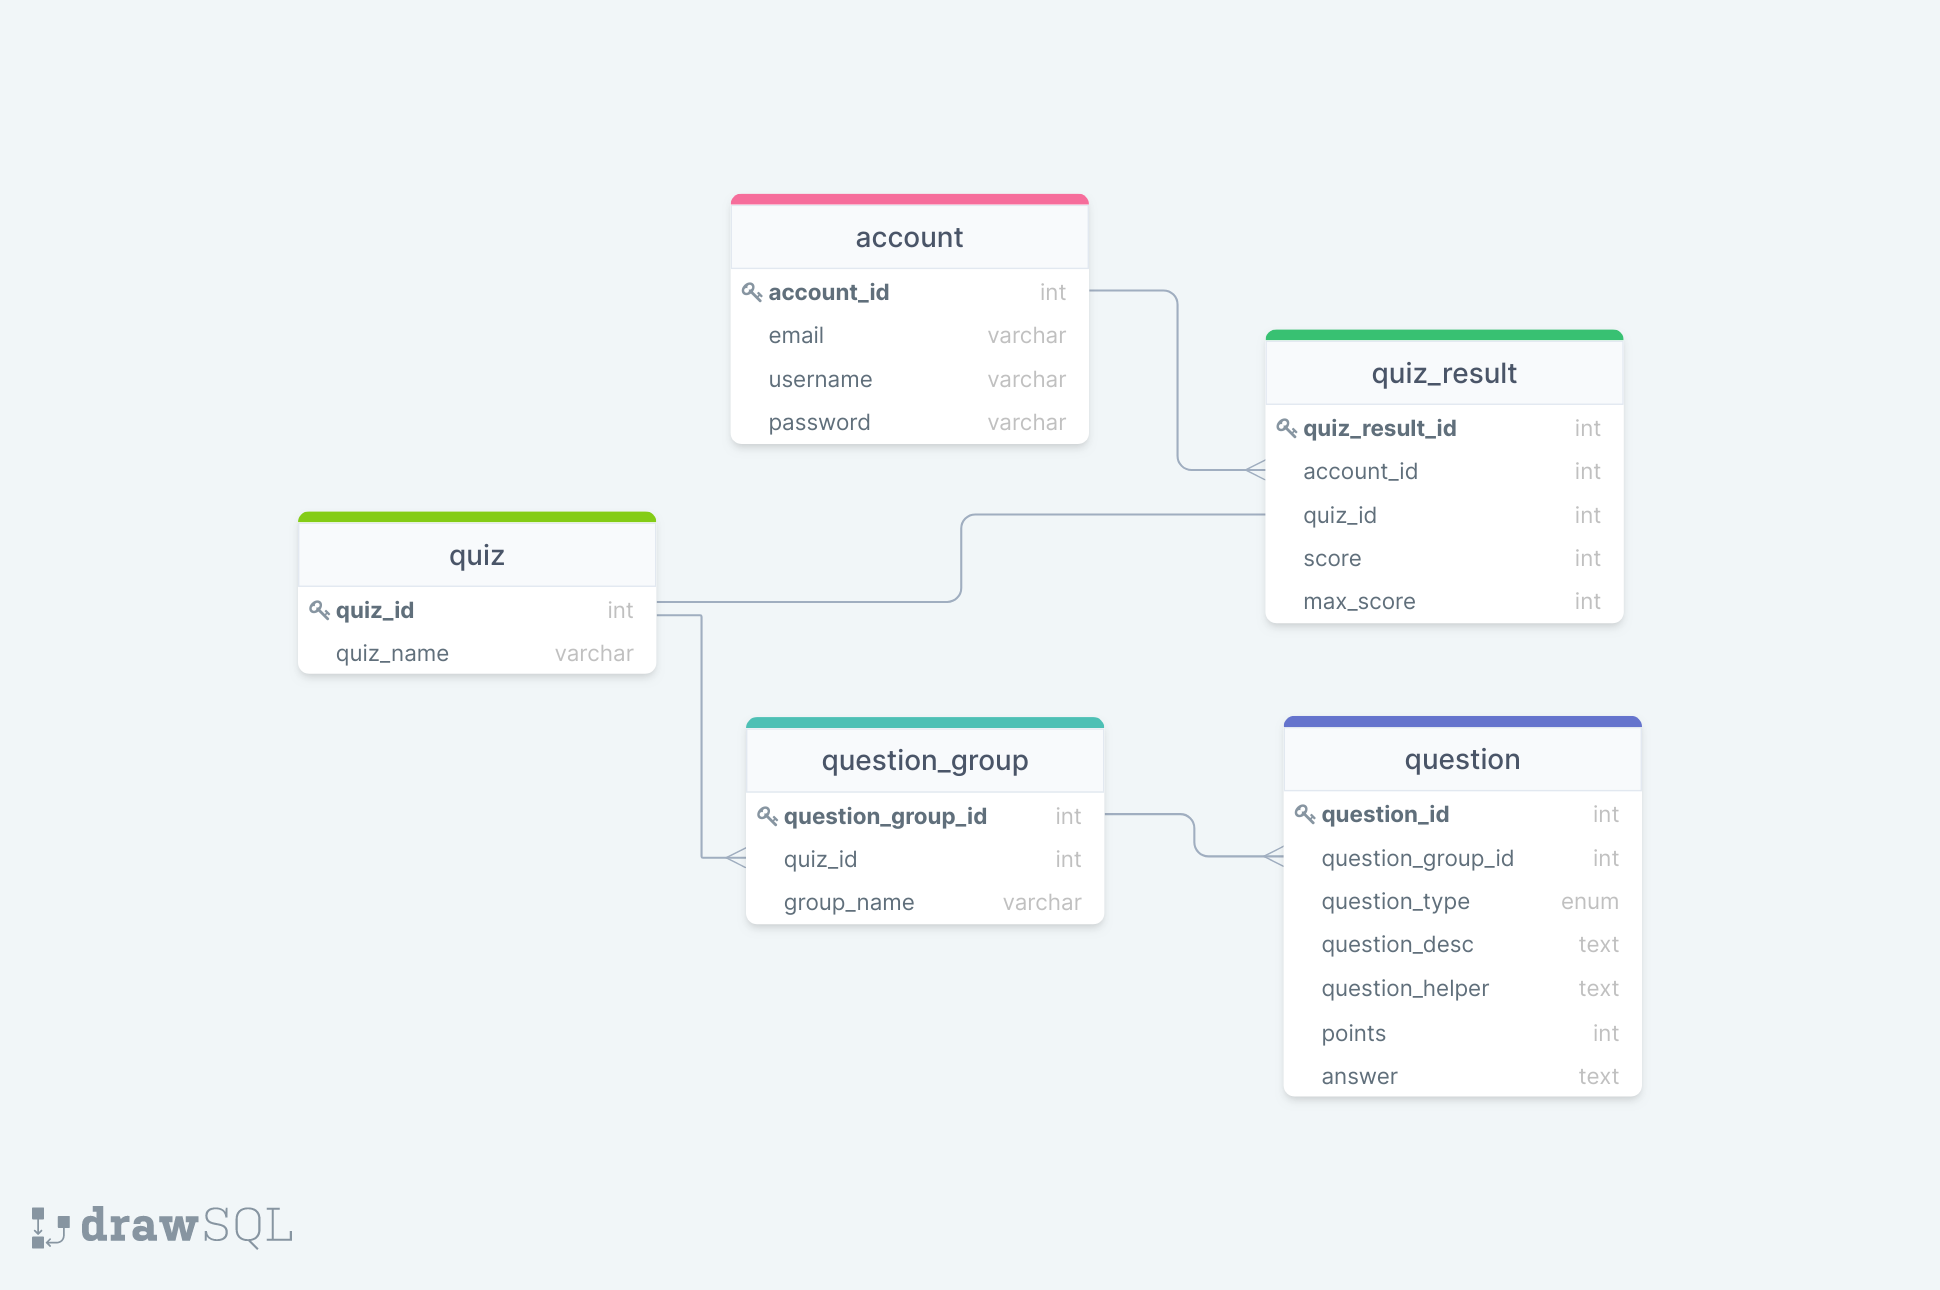 account
account_id int
email varchar
username varchar
password varchar
quiz_result
quiz_result_id int
account_id int
quiz_id int
score int
max_score int
quiz
quiz_id int
quiz_name varchar
question_group
question_group_id int
quiz_id int
group_name varchar
question
question_id int
question_group_id int
question_type enum
question_desc text
question_helper text
points int
answer text
drawSQL